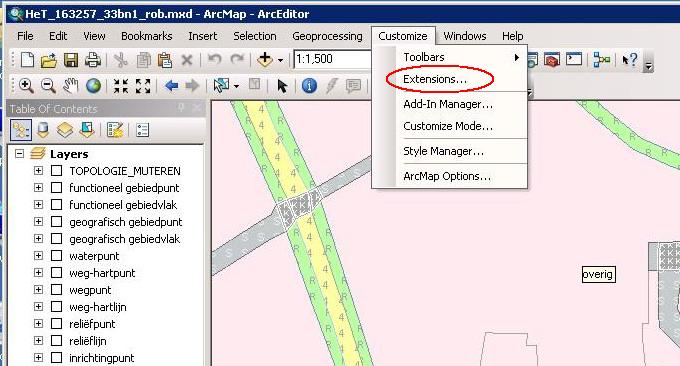 HeT_163257_33bn1_rob.mxd - ArcMap - ArcEditor
File Edit View Bookmarks Insert Selection Geoprocessing Customize Windows Help
1:1,500
Toolbars
Extensions...
Add-In Manager...
Customize Mode...
Style Manager...
ArcMap Options...
Table Of Contents
Layers
TOPOLOGIE_MUTEREN
functioneel gebiedpunt
functioneel gebiedvlak
geografisch gebiedpunt
geografisch gebiedvlak
waterpunt
weg-hartpunt
wegpunt
weg-hartlijn
reliëfpunt
reliëflijn
inrichtingpunt
overig